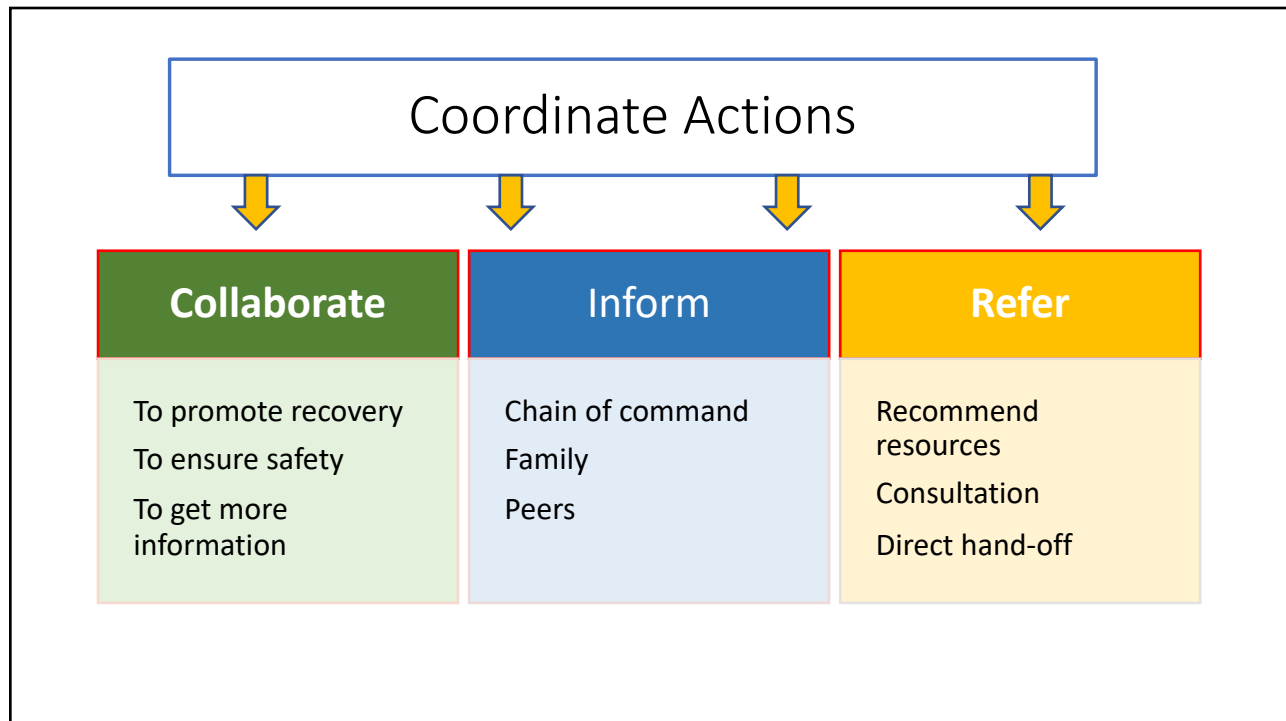 Coordinate Actions
Collaborate
To promote recovery
To ensure safety
To get more
information
Inform
Chain of command
Family
Peers
Refer
Recommend
resources
Consultation
Direct hand-off